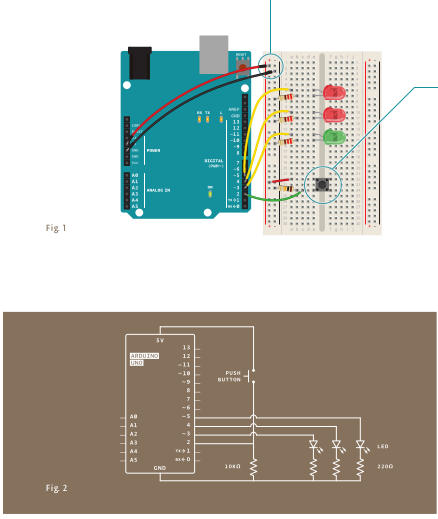 RESET
AREF
GND
RX TX L
13
12
~11
~10
~9
8
POWER
DIGITAL
(PWM~)
7
~6
~5
4
~3
2
TX→1
RX←0
A0
A1
A2
A3
A4
A5
ANALOG IN
Fig. 1
5V
ARDUINO
UNO
13
12
~11
~10
~9
8
7
~6
~5
4
~3
2
TX→1
RX←0
A0
A1
A2
A3
A4
A5
GND
PUSH
BUTTON
10KΩ
LED
220Ω
Fig. 2